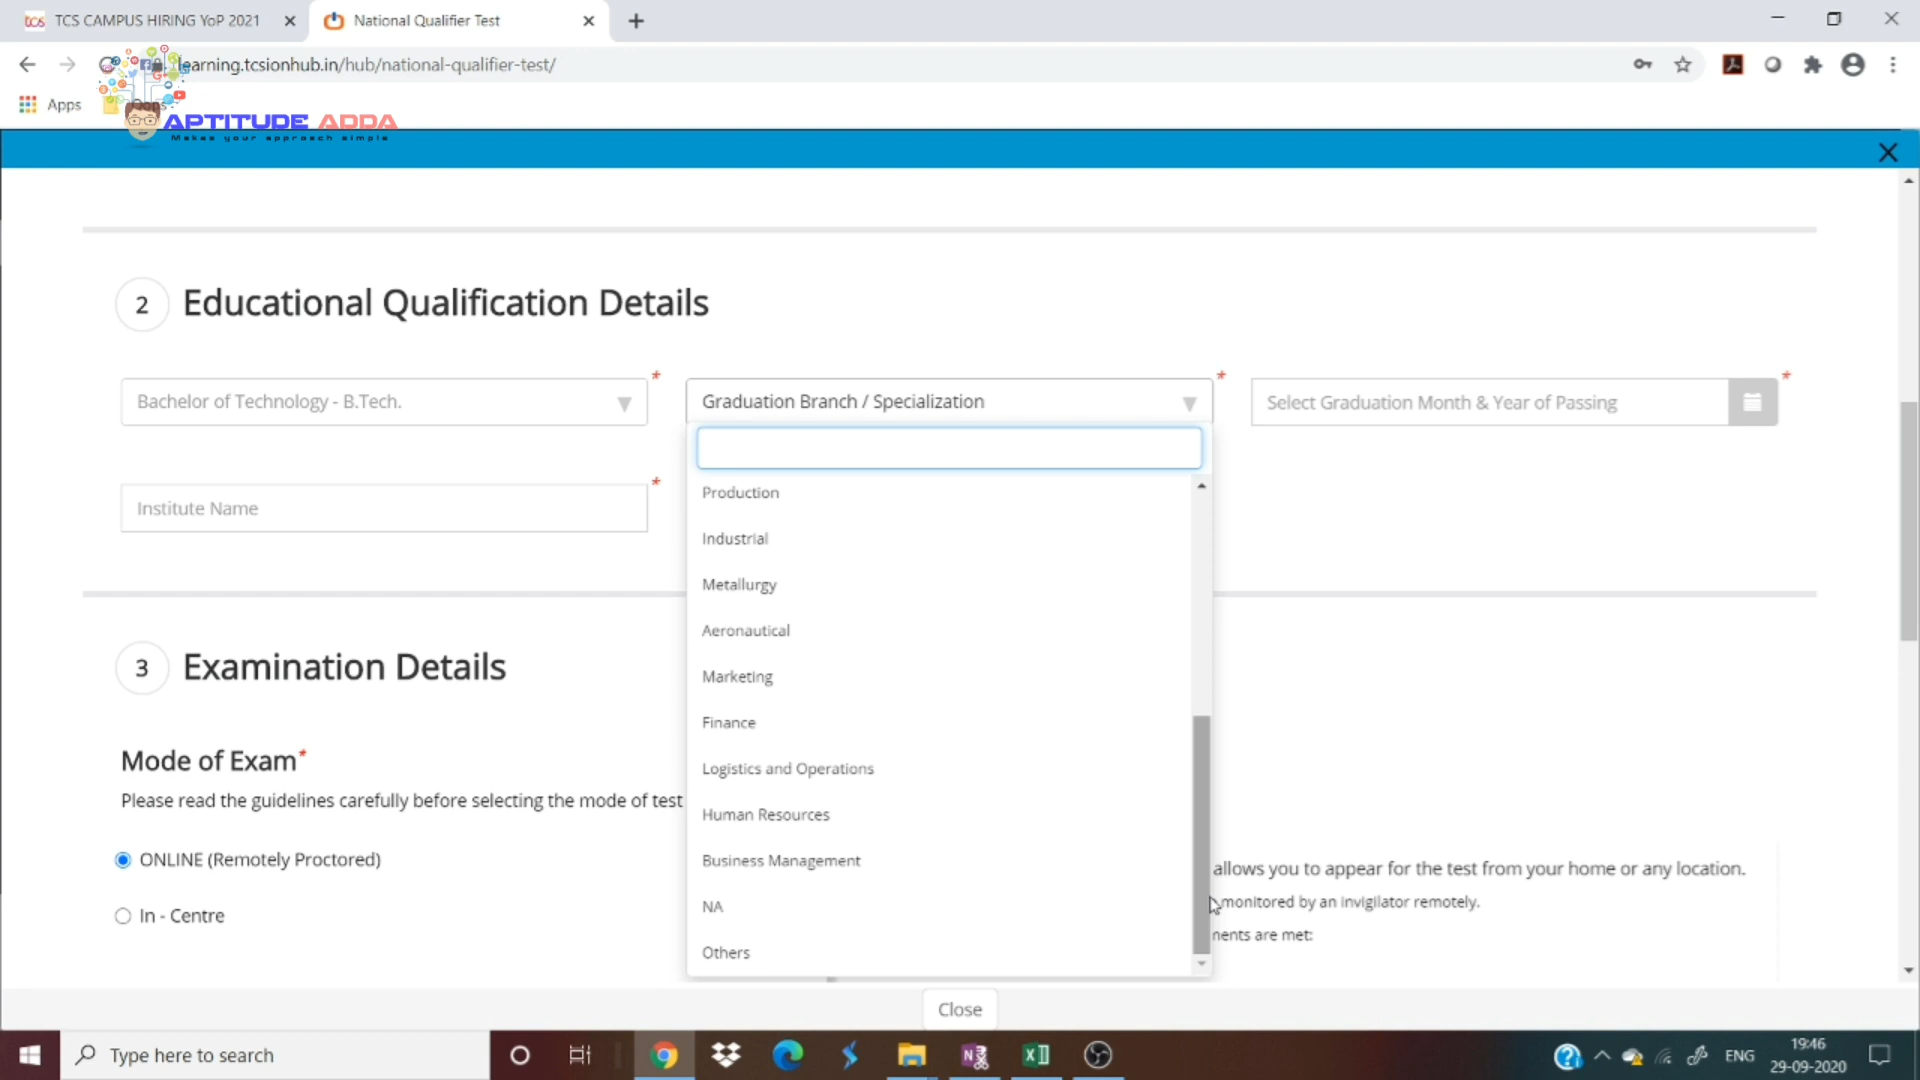 tcs TCS CAMPUS HIRING YoP 2021
National Qualifier Test
learning.tcsionhub.in/hub/national-qualifier-test/
Apps
APTITUDE ADDA
Makes your approach simple
2 Educational Qualification Details
Bachelor of Technology - B.Tech. *
Graduation Branch / Specialization *
Select Graduation Month & Year of Passing *
Institute Name *
Production
Industrial
Metallurgy
Aeronautical
Marketing
Finance
Logistics and Operations
Human Resources
Business Management
NA
Others
3 Examination Details
Mode of Exam*
Please read the guidelines carefully before selecting the mode of test
ONLINE (Remotely Proctored)
In - Centre
allows you to appear for the test from your home or any location.
monitored by an invigilator remotely.
are met:
Close
Type here to search
ENG
19:46
29-09-2020